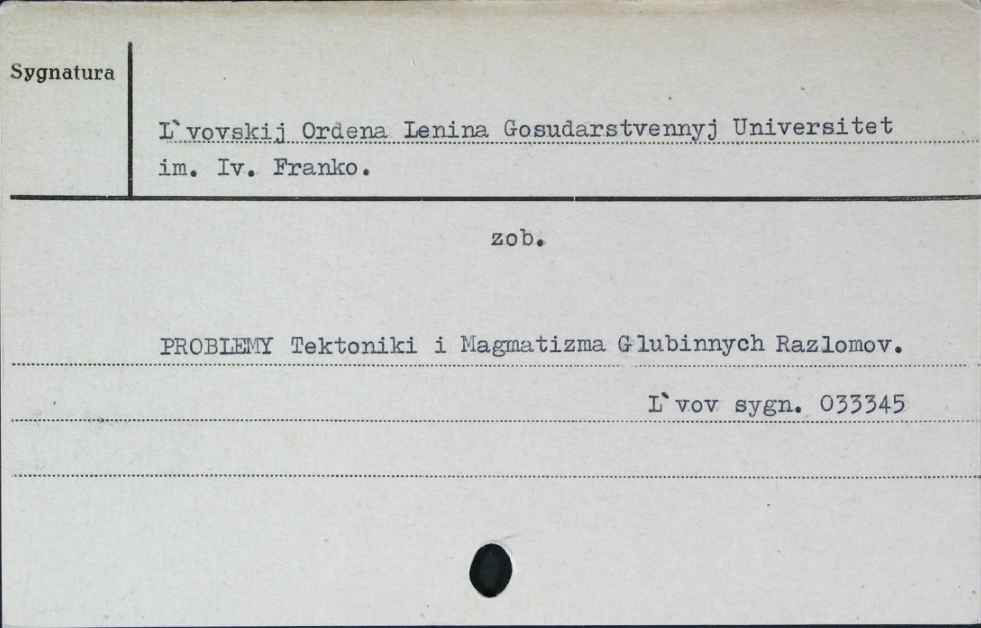 Sygnatura
L`vovskij Ordena Lenina Gosudarstvennyj Universitet
im. Iv. Franko.
zob.
PROBLEMY Tektoniki i Magmatizma Glubinnych Razlomov.
L`vov sygn. 033345